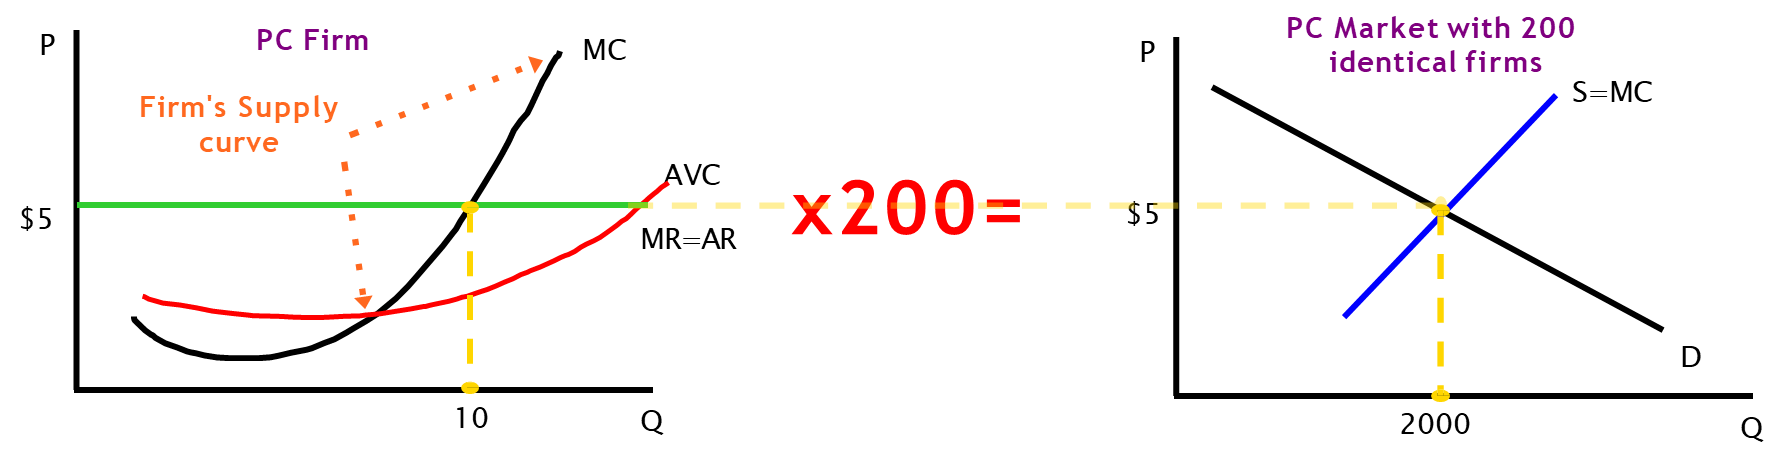 P
PC Firm
MC
Firm's Supply
curve
AVC
$5
MR=AR
10
Q
x200=
PC Market with 200
identical firms
P
S=MC
$5
D
2000
Q